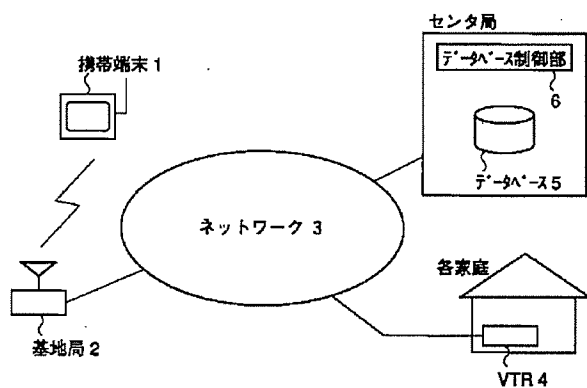 センタ局
データベース制御部
6
データベース5
携帯端末1
ネットワーク 3
基地局2
各家庭
VTR 4